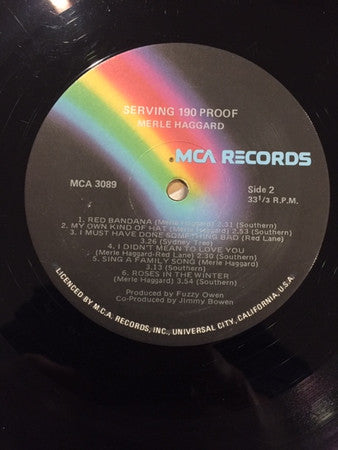 SERVING 190 PROOF
MERLE HAGGARD
MCA RECORDS
MCA 3089
Side 2
33 1/3 R.P.M.
1. RED BANDANA (Merle Haggard) 2.31 (Southern)
2. MY OWN KIND OF HAT (Merle Haggard) 2.53 (Southern)
3. I MUST HAVE DONE SOMETHING BAD (Red Lane)
3.26 (Sydney Tree)
4. I DIDN'T MEAN TO LOVE YOU
(Merle Haggard-Red Lane) 2.30 (Southern)
5. SING A FAMILY SONG (Merle Haggard)
3.13 (Southern)
6. ROSES IN THE WINTER
(Merle Haggard) 3.54 (Southern)
Produced by Fuzzy Owen
Co-Produced by Jimmy Bowen
LICENCED BY M.C.A. RECORDS, INC., UNIVERSAL CITY, CALIFORNIA, U.S.A.